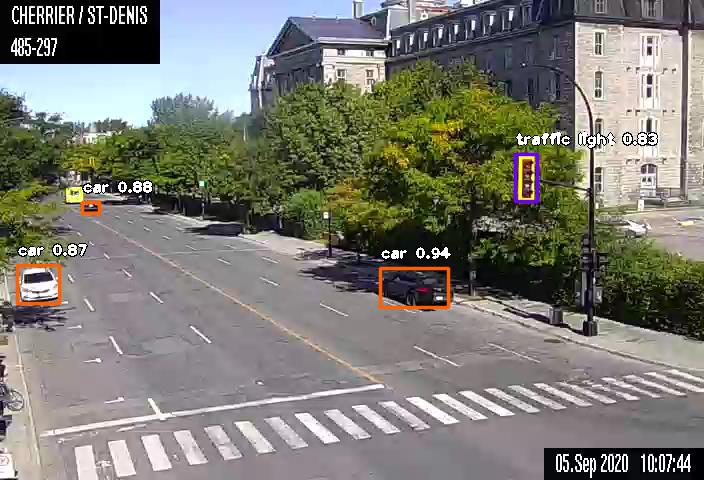 CHERRIER / ST-DENIS
485-297
traffic light 0.83
car 0.88
car 0.87
car 0.94
05.Sep 2020 10:07:44